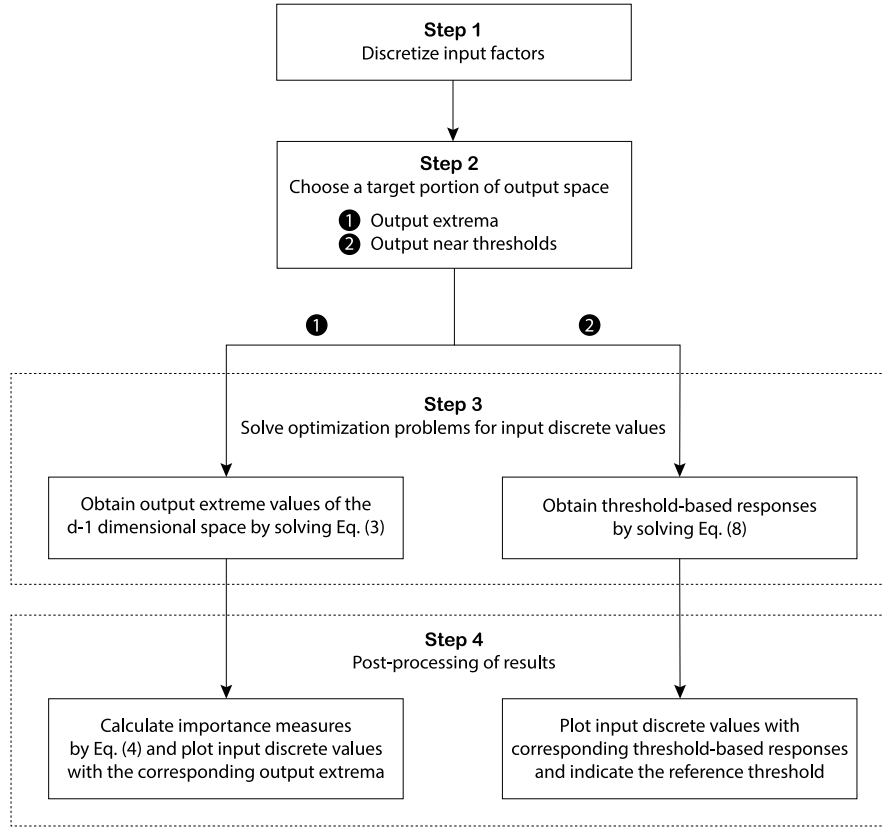 Step 1
Discretize input factors
Step 2
Choose a target portion of output space
1 Output extrema
2 Output near thresholds
1
2
Step 3
Solve optimization problems for input discrete values
Obtain output extreme values of the
d-1 dimensional space by solving Eq. (3)
Obtain threshold-based responses
by solving Eq. (8)
Step 4
Post-processing of results
Calculate importance measures
by Eq. (4) and plot input discrete values
with the corresponding output extrema
Plot input discrete values with
corresponding threshold-based responses
and indicate the reference threshold